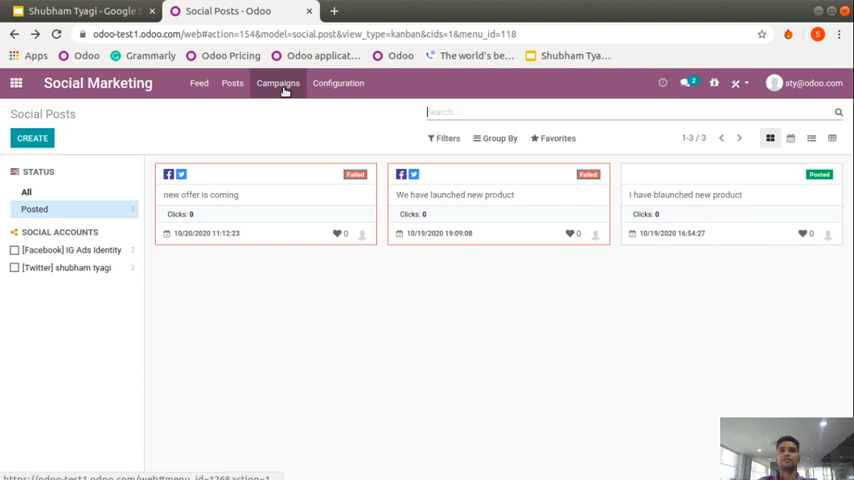 Shubham Tyagi - Google S
Social Posts - Odoo
odoo-test1.odoo.com/web#action=154&model=social.post&view_type=kanban&cids=1&menu_id=118
Apps
Odoo
Grammarly
Odoo Pricing
Odoo applicat...
Odoo
The world's be...
Shubham Tya...
Social Marketing
Feed
Posts
Campaigns
Configuration
2
sty@odoo.com
Social Posts
Search...
CREATE
Filters
Group By
Favorites
1-3 / 3
STATUS
All
Posted 3
SOCIAL ACCOUNTS
[Facebook] IG Ads Identity 2
[Twitter] shubham tyagi 2
Failed
new offer is coming
Clicks: 0
10/20/2020 11:12:23
0
Failed
We have launched new product
Clicks: 0
10/19/2020 19:09:08
0
Posted
I have blaunched new product
Clicks: 0
10/19/2020 16:54:27
0